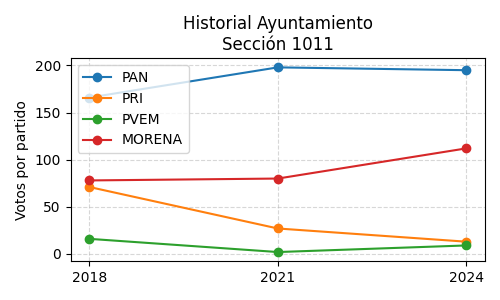 Historial Ayuntamiento
Sección 1011
Votos por partido
200
150
100
50
0
PAN
PRI
PVEM
MORENA
2018
2021
2024